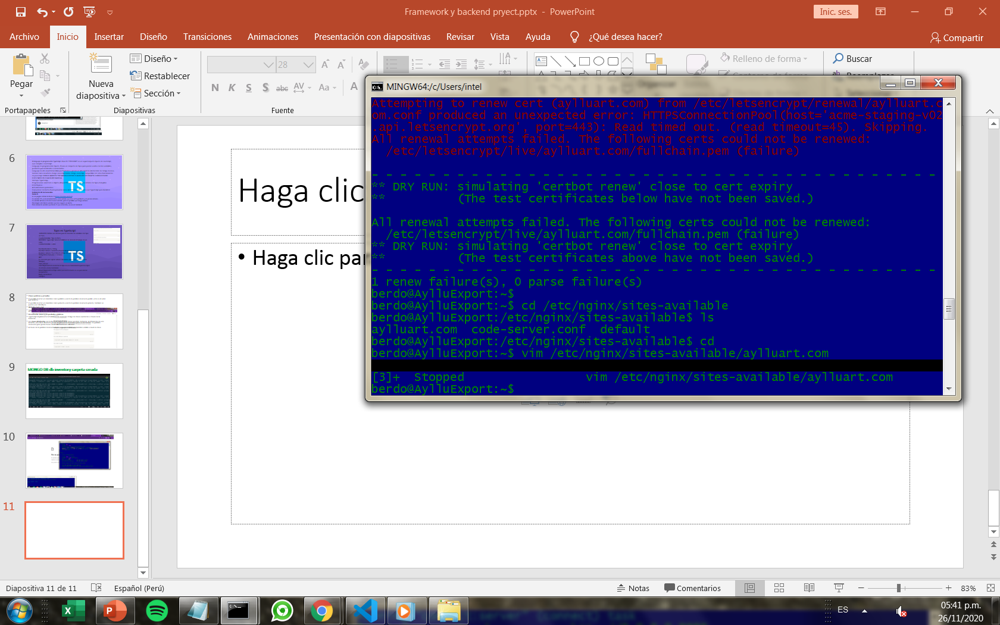 Framework y backend pryect.pptx - PowerPoint
Inic. ses.
Archivo Inicio Insertar Diseño Transiciones Animaciones Presentación con diapositivas Revisar Vista Ayuda ¿Qué desea hacer? Compartir
Pegar
Nueva diapositiva
Diseño
Restablecer
Sección
28
N K S S abc AV Aa A
Relleno de forma
Buscar
Portapapeles Diapositivas Fuente
MINGW64:/c/Users/intel
Attempting to renew cert (aylluart.com) from /etc/letsencrypt/renewal/aylluart.c
om.conf produced an unexpected error: HTTPSConnectionPool(host='acme-staging-v02
.api.letsencrypt.org', port=443): Read timed out. (read timeout=45). Skipping.
All renewal attempts failed. The following certs could not be renewed:
/etc/letsencrypt/live/aylluart.com/fullchain.pem (failure)
- - - - - - - - - - - - - - - - - - - - - - - - - - - - - - - - - - - - - - - -
** DRY RUN: simulating 'certbot renew' close to cert expiry
** (The test certificates below have not been saved.)
All renewal attempts failed. The following certs could not be renewed:
/etc/letsencrypt/live/aylluart.com/fullchain.pem (failure)
** DRY RUN: simulating 'certbot renew' close to cert expiry
** (The test certificates above have not been saved.)
- - - - - - - - - - - - - - - - - - - - - - - - - - - - - - - - - - - - - - - -
1 renew failure(s), 0 parse failure(s)
berdo@AylluExport:~$
berdo@AylluExport:~$ cd /etc/nginx/sites-available
berdo@AylluExport:/etc/nginx/sites-available$ ls
aylluart.com code-server.conf default
berdo@AylluExport:/etc/nginx/sites-available$ cd
berdo@AylluExport:~$ vim /etc/nginx/sites-available/aylluart.com
[3]+ Stopped vim /etc/nginx/sites-available/aylluart.com
berdo@AylluExport:~$
Haga clic
• Haga clic par
6
TS
7
TS
8
9
MONGO DB db inventory carpeta creada
10
11
Diapositiva 11 de 11 Español (Perú) Notas Comentarios 83%
ES
05:41 p.m.
26/11/2020